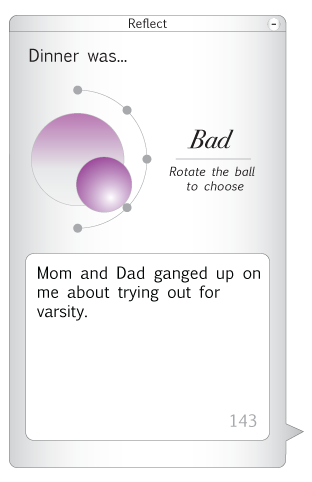 Reflect
-
Dinner was...
Bad
Rotate the ball
to choose
Mom and Dad ganged up on
me about trying out for
varsity.
143